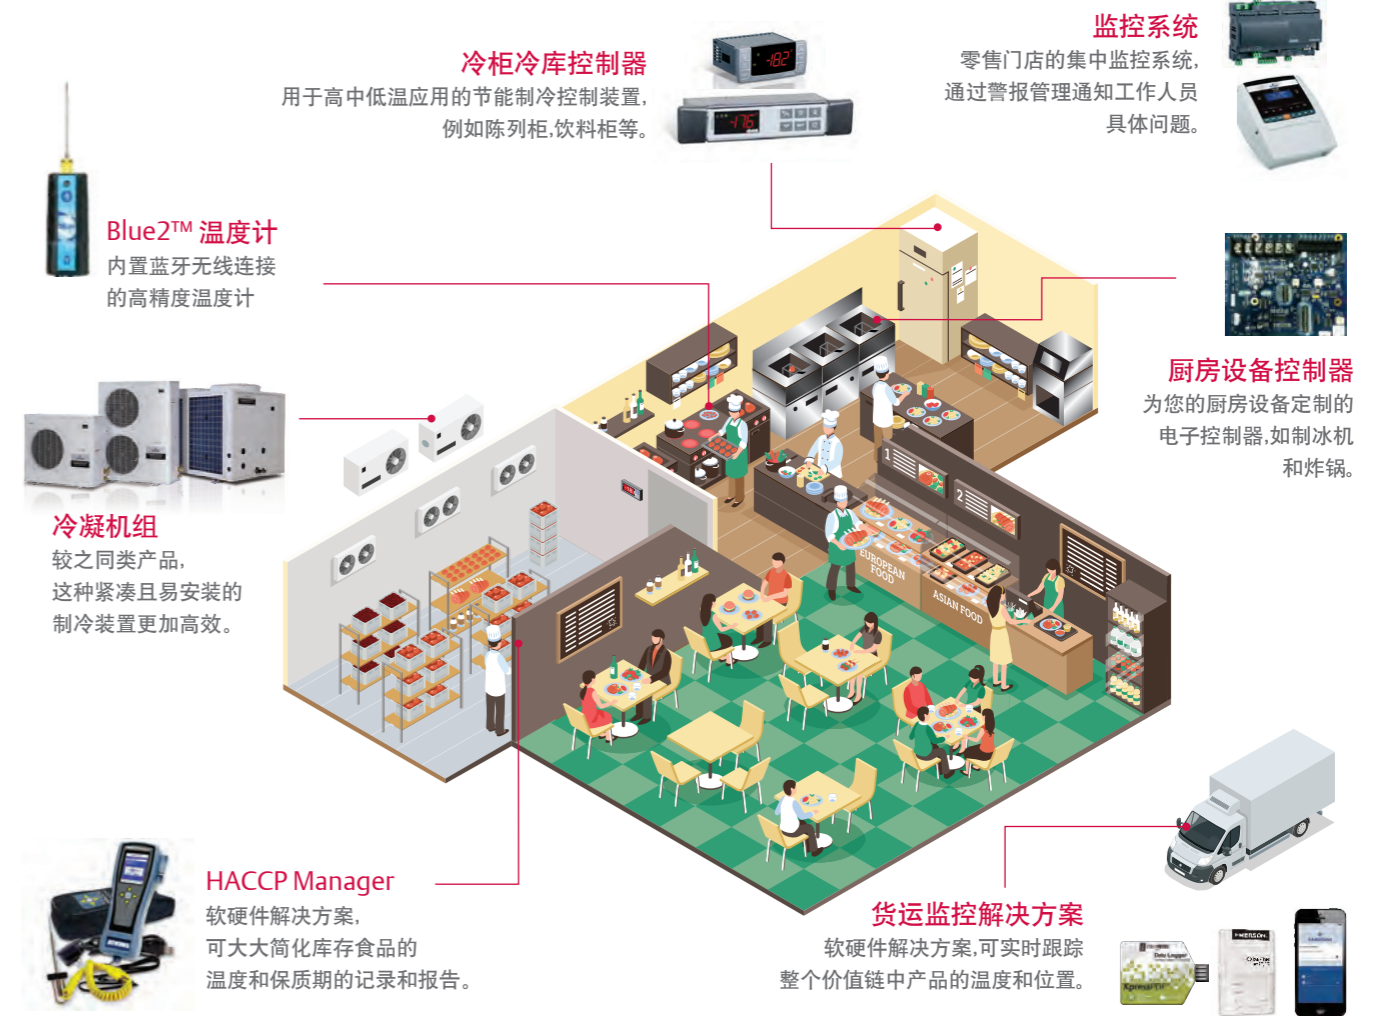 监控系统
零售门店的集中监控系统,
通过警报管理通知工作人员
具体问题。
冷柜冷库控制器
用于高中低温应用的节能制冷控制装置,
例如陈列柜,饮料柜等。
-18.2
-17.6
Blue2™ 温度计
内置蓝牙无线连接
的高精度温度计
厨房设备控制器
为您的厨房设备定制的
电子控制器,如制冰机
和炸锅。
冷凝机组
较之同类产品,
这种紧凑且易安装的
制冷装置更加高效。
1
2
EUROPEAN
FOOD
ASIAN FOOD
HACCP Manager
软硬件解决方案,
可大大简化库存食品的
温度和保质期的记录和报告。
货运监控解决方案
软硬件解决方案,可实时跟踪
整个价值链中产品的温度和位置。
EMERSON
Data Logger